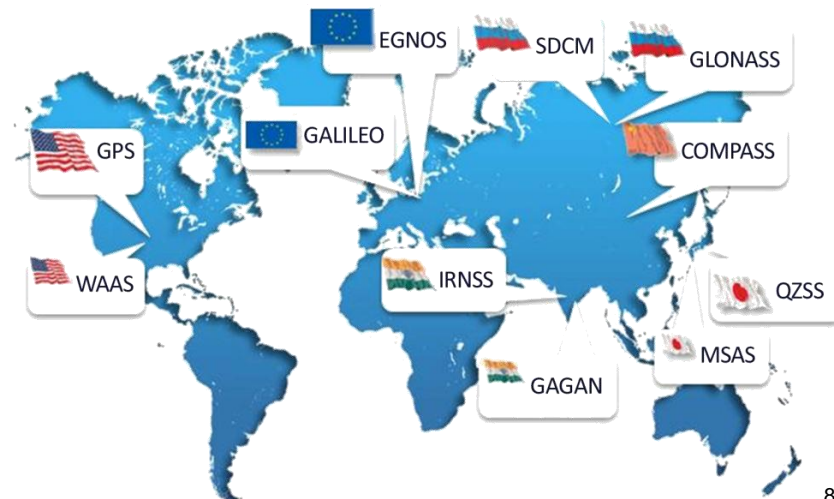 EGNOS
SDCM
GLONASS
GPS
GALILEO
COMPASS
WAAS
IRNSS
QZSS
MSAS
GAGAN
8